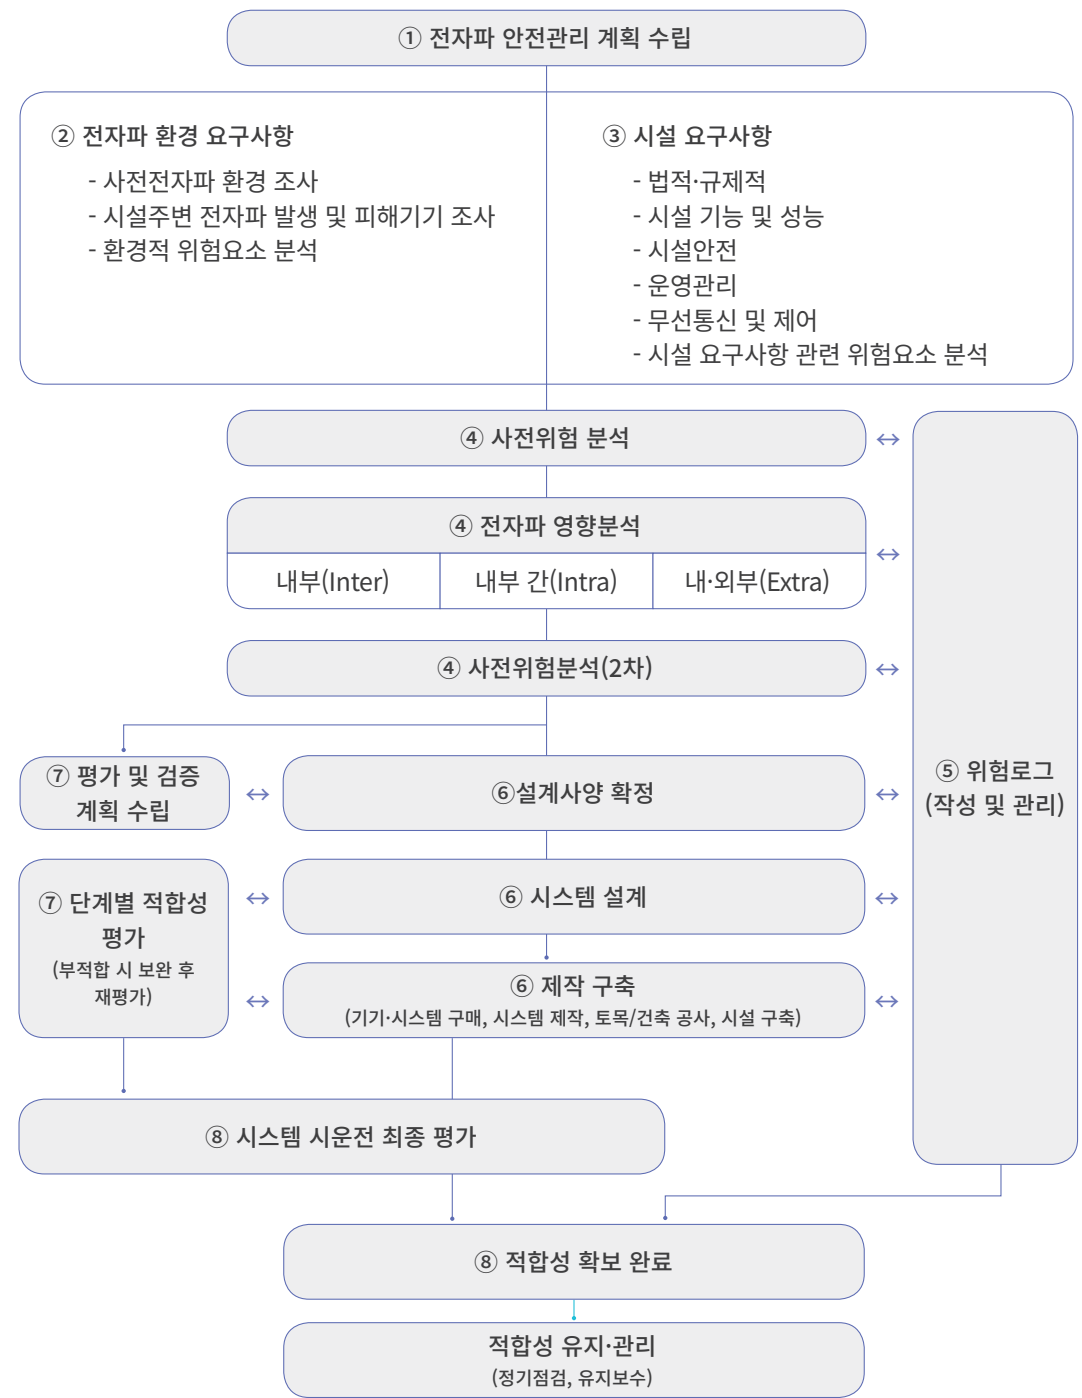 ① 전자파 안전관리 계획 수립
② 전자파 환경 요구사항
- 사전전자파 환경 조사
- 시설주변 전자파 발생 및 피해기기 조사
- 환경적 위험요소 분석
③ 시설 요구사항
- 법적·규제적
- 시설 기능 및 성능
- 시설안전
- 운영관리
- 무선통신 및 제어
- 시설 요구사항 관련 위험요소 분석
④ 사전위험 분석
④ 전자파 영향분석
내부(Inter)
내부 간(Intra)
내·외부(Extra)
④ 사전위험분석(2차)
⑤ 위험로그
(작성 및 관리)
⑦ 평가 및 검증
계획 수립
⑥설계사양 확정
⑦ 단계별 적합성
평가
(부적합 시 보완 후
재평가)
⑥ 시스템 설계
⑥ 제작 구축
(기기·시스템 구매, 시스템 제작, 토목/건축 공사, 시설 구축)
⑧ 시스템 시운전 최종 평가
⑧ 적합성 확보 완료
적합성 유지·관리
(정기점검, 유지보수)